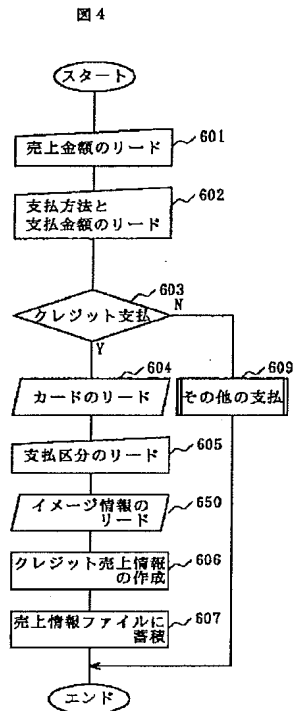 図4
スタート
売上金額のリード
601
支払方法と
支払金額のリード
602
603
クレジット支払
N
Y
604
カードのリード
609
その他の支払
支払区分のリード
605
イメージ情報の
リード
650
クレジット売上情報
の作成
606
売上情報ファイルに
蓄積
607
エンド